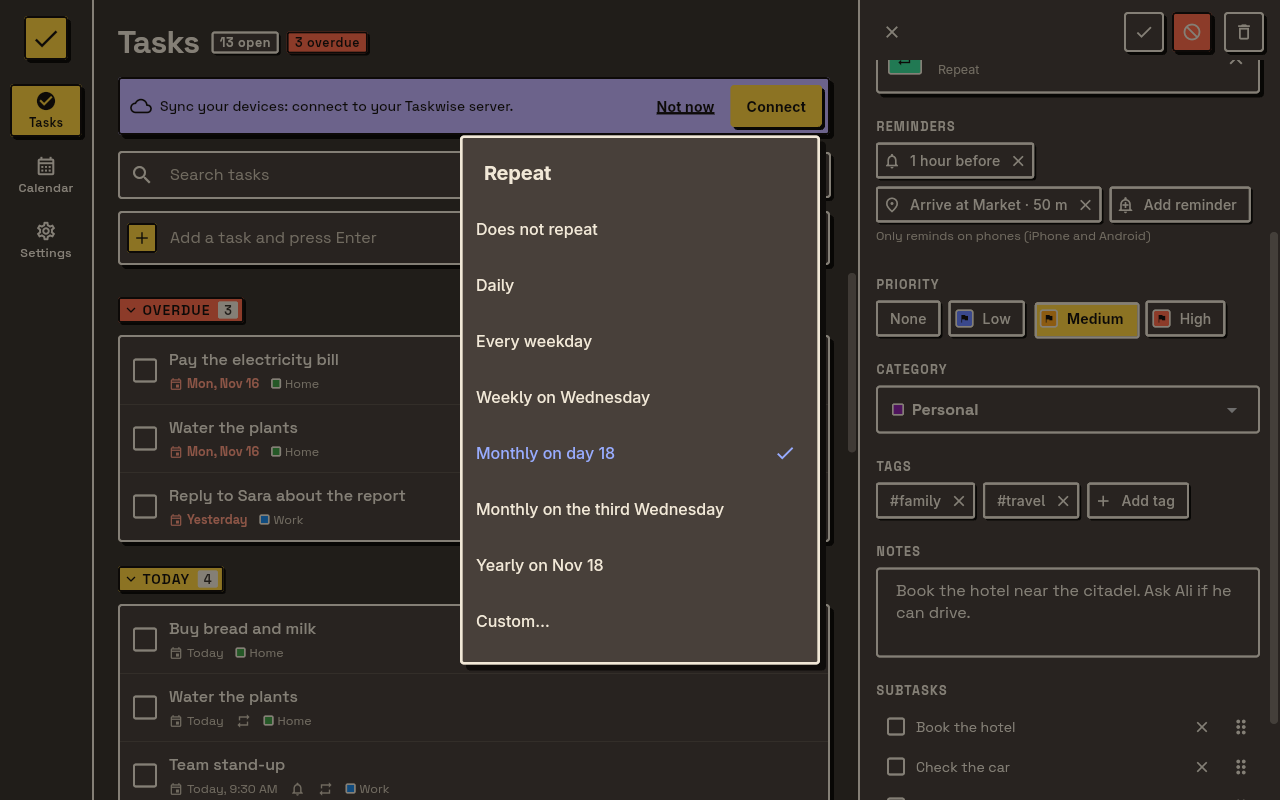 Tasks
Calendar
Settings
Tasks
13 open
3 overdue
Sync your devices: connect to your Taskwise server.
Not now
Connect
Search tasks
Add a task and press Enter
OVERDUE 3
Pay the electricity bill
Mon, Nov 16 Home
Water the plants
Mon, Nov 16 Home
Reply to Sara about the report
Yesterday Work
TODAY 4
Buy bread and milk
Today Home
Water the plants
Today Home
Team stand-up
Today, 9:30 AM Work
Repeat
Does not repeat
Daily
Every weekday
Weekly on Wednesday
Monthly on day 18
Monthly on the third Wednesday
Yearly on Nov 18
Custom...
Repeat
REMINDERS
1 hour before
Arrive at Market · 50 m
Add reminder
Only reminds on phones (iPhone and Android)
PRIORITY
None Low Medium High
CATEGORY
Personal
TAGS
#family #travel Add tag
NOTES
Book the hotel near the citadel. Ask Ali if he
can drive.
SUBTASKS
Book the hotel
Check the car